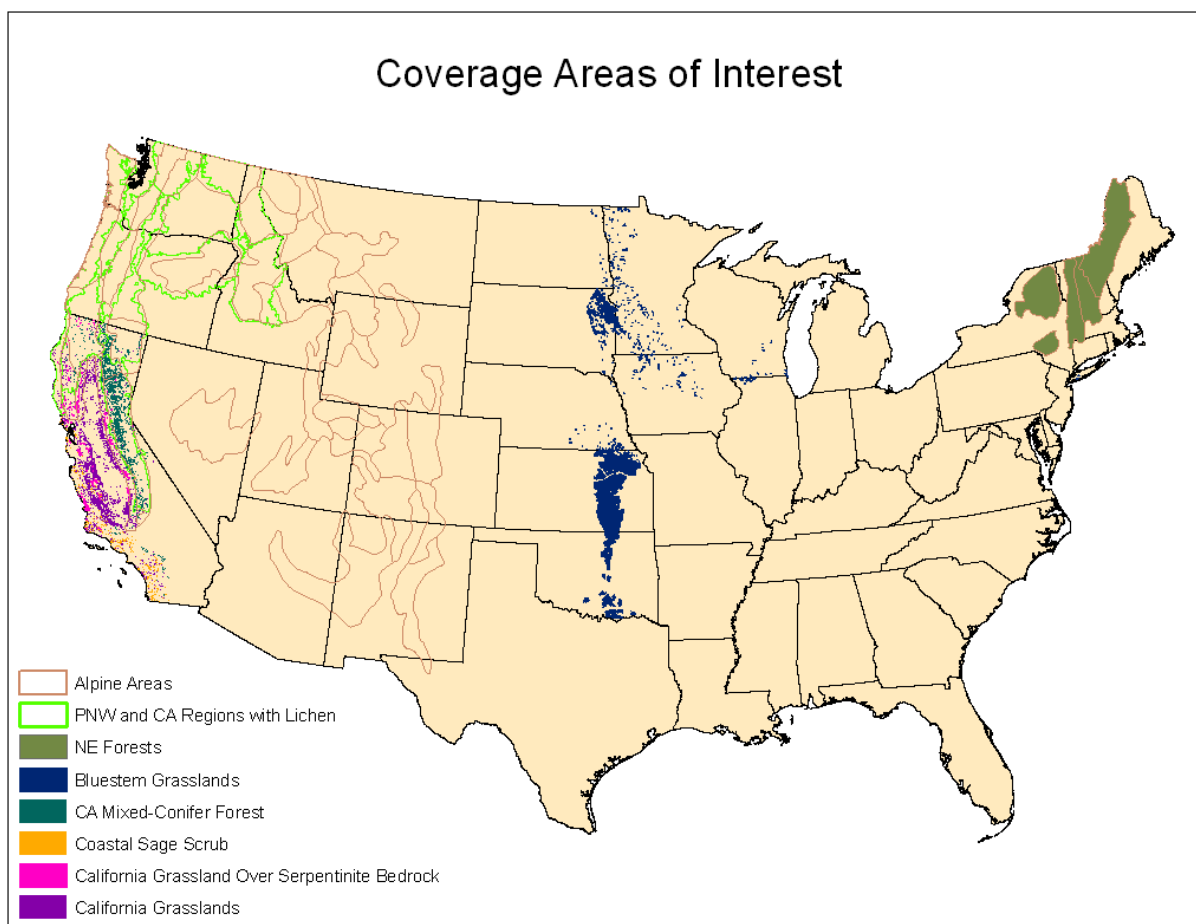 Coverage Areas of Interest
Alpine Areas
PNW and CA Regions with Lichen
NE Forests
Bluestem Grasslands
CA Mixed-Conifer Forest
Coastal Sage Scrub
California Grassland Over Serpentinite Bedrock
California Grasslands